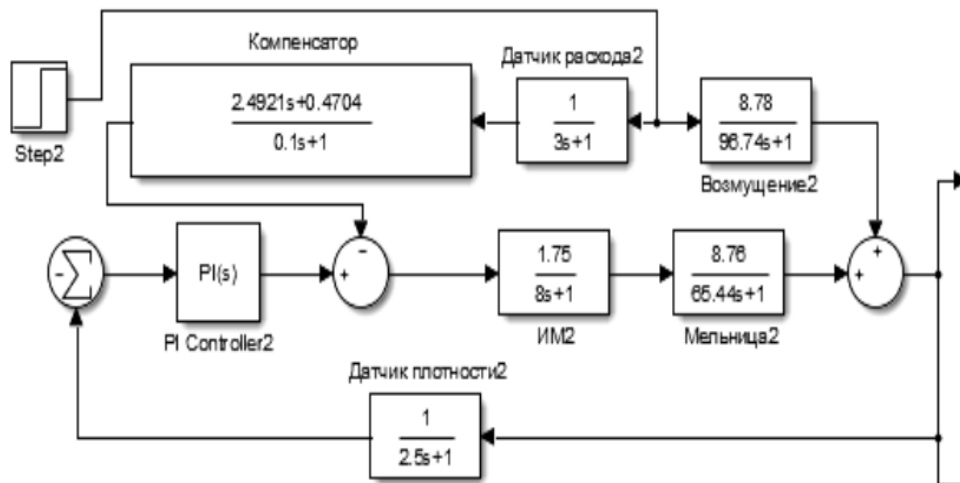 Компенсатор
Датчик расхода2
2.4921s+0.4704
0.1s+1
1
3s+1
8.78
96.74s+1
Step2
Возмущение2
-
+
-
Σ
PI(s)
+
1.75
8s+1
8.76
65.44s+1
+
+
PI Controller2
ИМ2
Мельница2
Датчик плотности2
1
2.5s+1